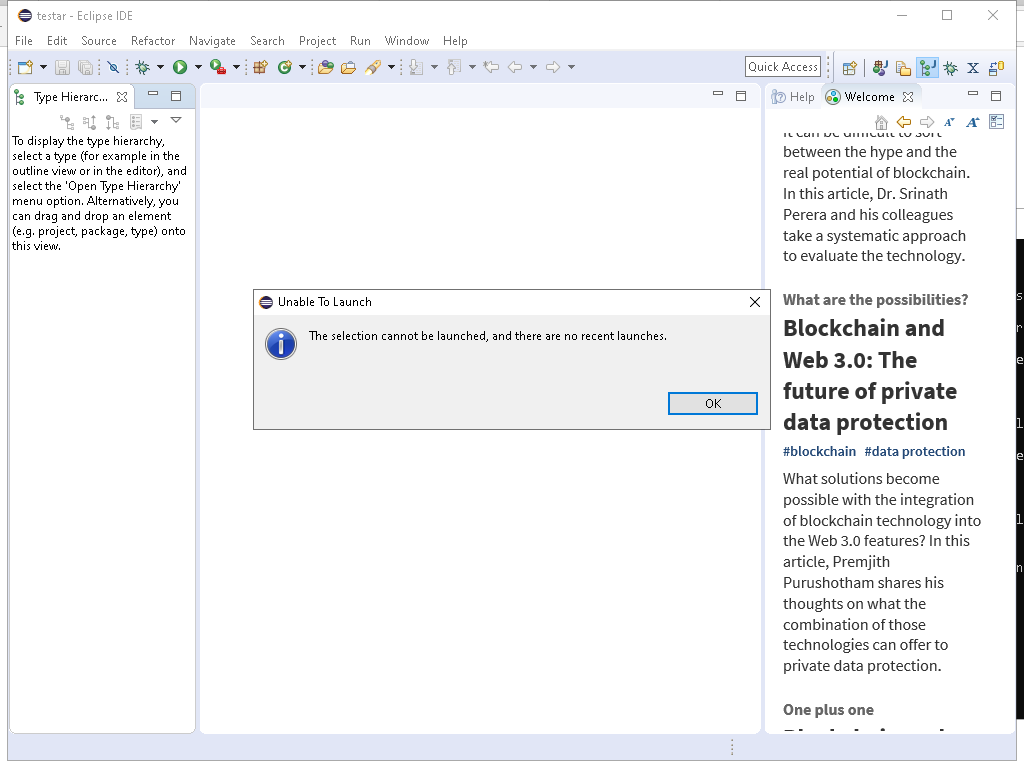 testar - Eclipse IDE
File Edit Source Refactor Navigate Search Project Run Window Help
Quick Access
Type Hierarc...
Help
Welcome
To display the type hierarchy,
select a type (for example in the
outline view or in the editor), and
select the 'Open Type Hierarchy'
menu option. Alternatively, you
can drag and drop an element
(e.g. project, package, type) onto
this view.
Unable To Launch
The selection cannot be launched, and there are no recent launches.
OK
It can be difficult to sort
between the hype and the
real potential of blockchain.
In this article, Dr. Srinath
Perera and his colleagues
take a systematic approach
to evaluate the technology.
What are the possibilities?
Blockchain and
Web 3.0: The
future of private
data protection
#blockchain #data protection
What solutions become
possible with the integration
of blockchain technology into
the Web 3.0 features? In this
article, Premjith
Purushotham shares his
thoughts on what the
combination of those
technologies can offer to
private data protection.
One plus one